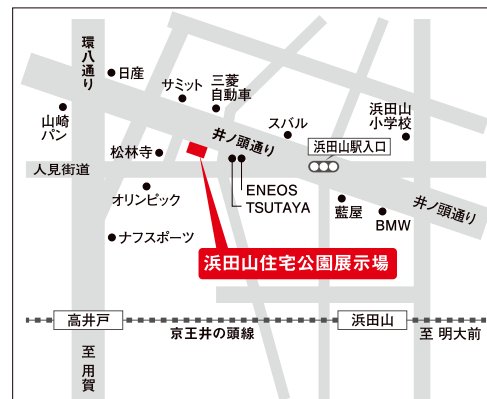 環八通り
日産
サミット
三菱
自動車
山崎
パン
井ノ頭通り
スバル
浜田山
小学校
浜田山駅入口
松林寺
人見街道
オリンピック
ENEOS
TSUTAYA
藍屋
BMW
井ノ頭通り
ナフスポーツ
浜田山住宅公園展示場
高井戸
京王井の頭線
浜田山
至 明大前
至用賀